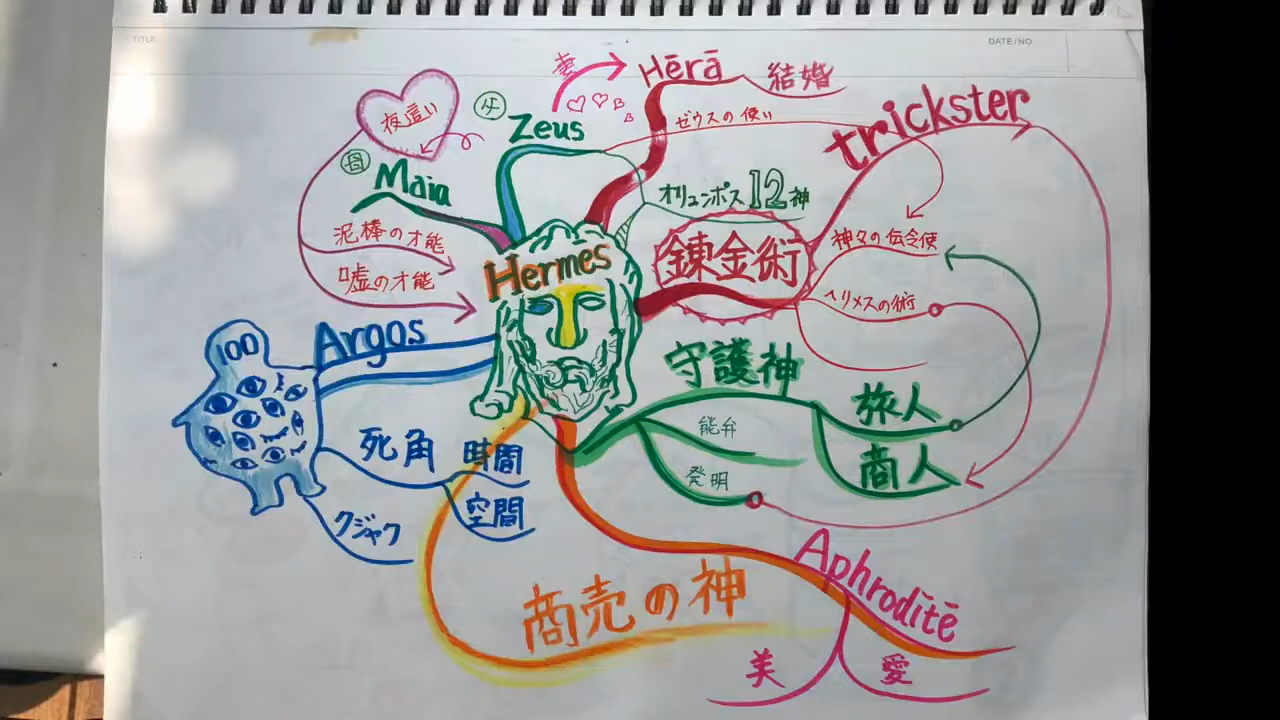 TITLE
DATE/NO
妻
Hērā
結婚
trickster
夜這い
Zeus
ゼウスの使い
母
Maia
オリュンポス12神
泥棒の才能
嘘の才能
Hermes
錬金術
神々の伝令使
ヘリメスの術
100
Argos
守護神
能弁
発明
旅人
商人
死角
時間
空間
クジャク
商売の神
Aphrodītē
美
愛